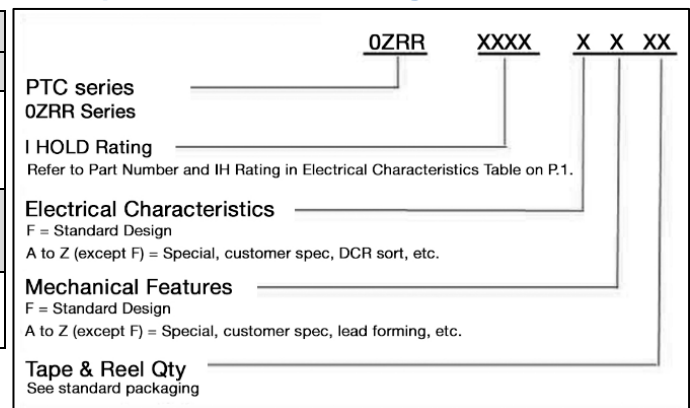 0ZRR XXXX X X XX
PTC series
0ZRR Series
I HOLD Rating
Refer to Part Number and IH Rating in Electrical Characteristics Table on P.1.
Electrical Characteristics
F = Standard Design
A to Z (except F) = Special, customer spec, DCR sort, etc.
Mechanical Features
F = Standard Design
A to Z (except F) = Special, customer spec, lead forming, etc.
Tape & Reel Qty
See standard packaging